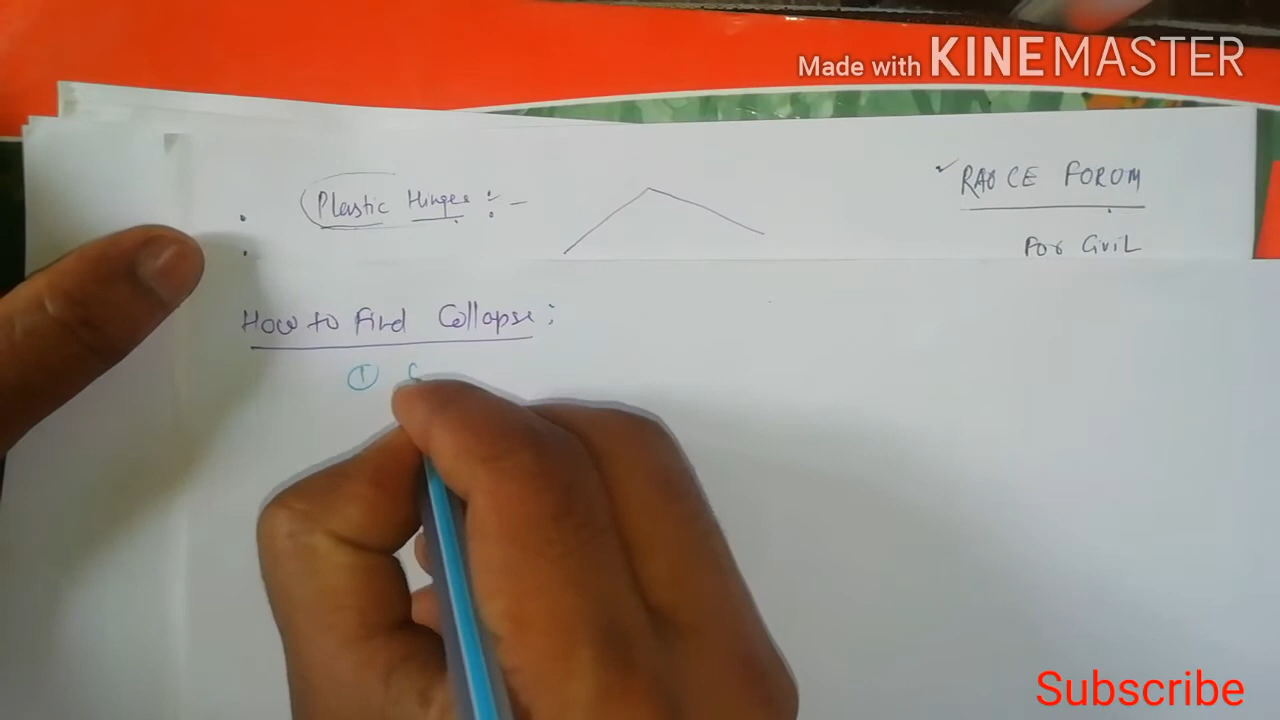 Made with KINEMASTER
Plastic Hinges :-
RAO CE FORUM
For Civil
How to Find Collapse :
①
Subscribe